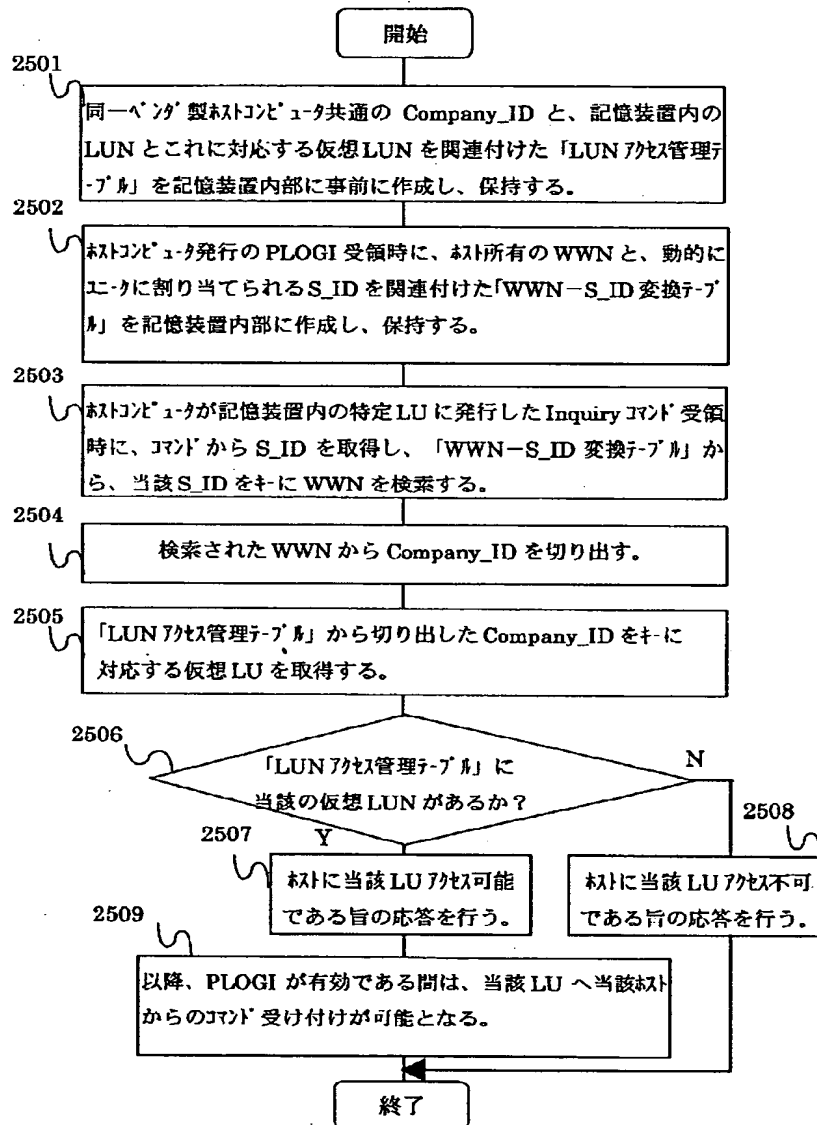 開始
2501
同一ﾍﾞﾝﾀﾞ製ﾎｽﾄｺﾝﾋﾟｭｰﾀ共通の Company_ID と、記憶装置内の
LUN とこれに対応する仮想 LUN を関連付けた「LUN ｱｸｾｽ管理ﾃ
ｰﾌﾞﾙ」を記憶装置内部に事前に作成し、保持する。
2502
ﾎｽﾄｺﾝﾋﾟｭｰﾀ発行の PLOGI 受領時に、ﾎｽﾄ所有の WWN と、動的に
ﾕﾆｰｸに割り当てられる S_ID を関連付けた「WWN－S_ID 変換ﾃｰﾌﾞ
ﾙ」を記憶装置内部に作成し、保持する。
2503
ﾎｽﾄｺﾝﾋﾟｭｰﾀが記憶装置内の特定 LU に発行した Inquiry ｺﾏﾝﾄﾞ受領
時に、ｺﾏﾝﾄﾞから S_ID を取得し、「WWN－S_ID 変換ﾃｰﾌﾞﾙ」か
ら、当該 S_ID をｷｰに WWN を検索する。
2504
検索された WWN から Company_ID を切り出す。
2505
「LUN ｱｸｾｽ管理ﾃｰﾌﾞﾙ」から切り出した Company_ID をｷｰに
対応する仮想 LU を取得する。
2506
「LUN ｱｸｾｽ管理ﾃｰﾌﾞﾙ」に
当該の仮想 LUN があるか？
N
Y
2507
ﾎｽﾄに当該 LU ｱｸｾｽ可能
である旨の応答を行う。
2508
ﾎｽﾄに当該 LU ｱｸｾｽ不可
である旨の応答を行う。
2509
以降、PLOGI が有効である間は、当該 LU へ当該ﾎｽﾄ
からのｺﾏﾝﾄﾞ受け付けが可能となる。
終了